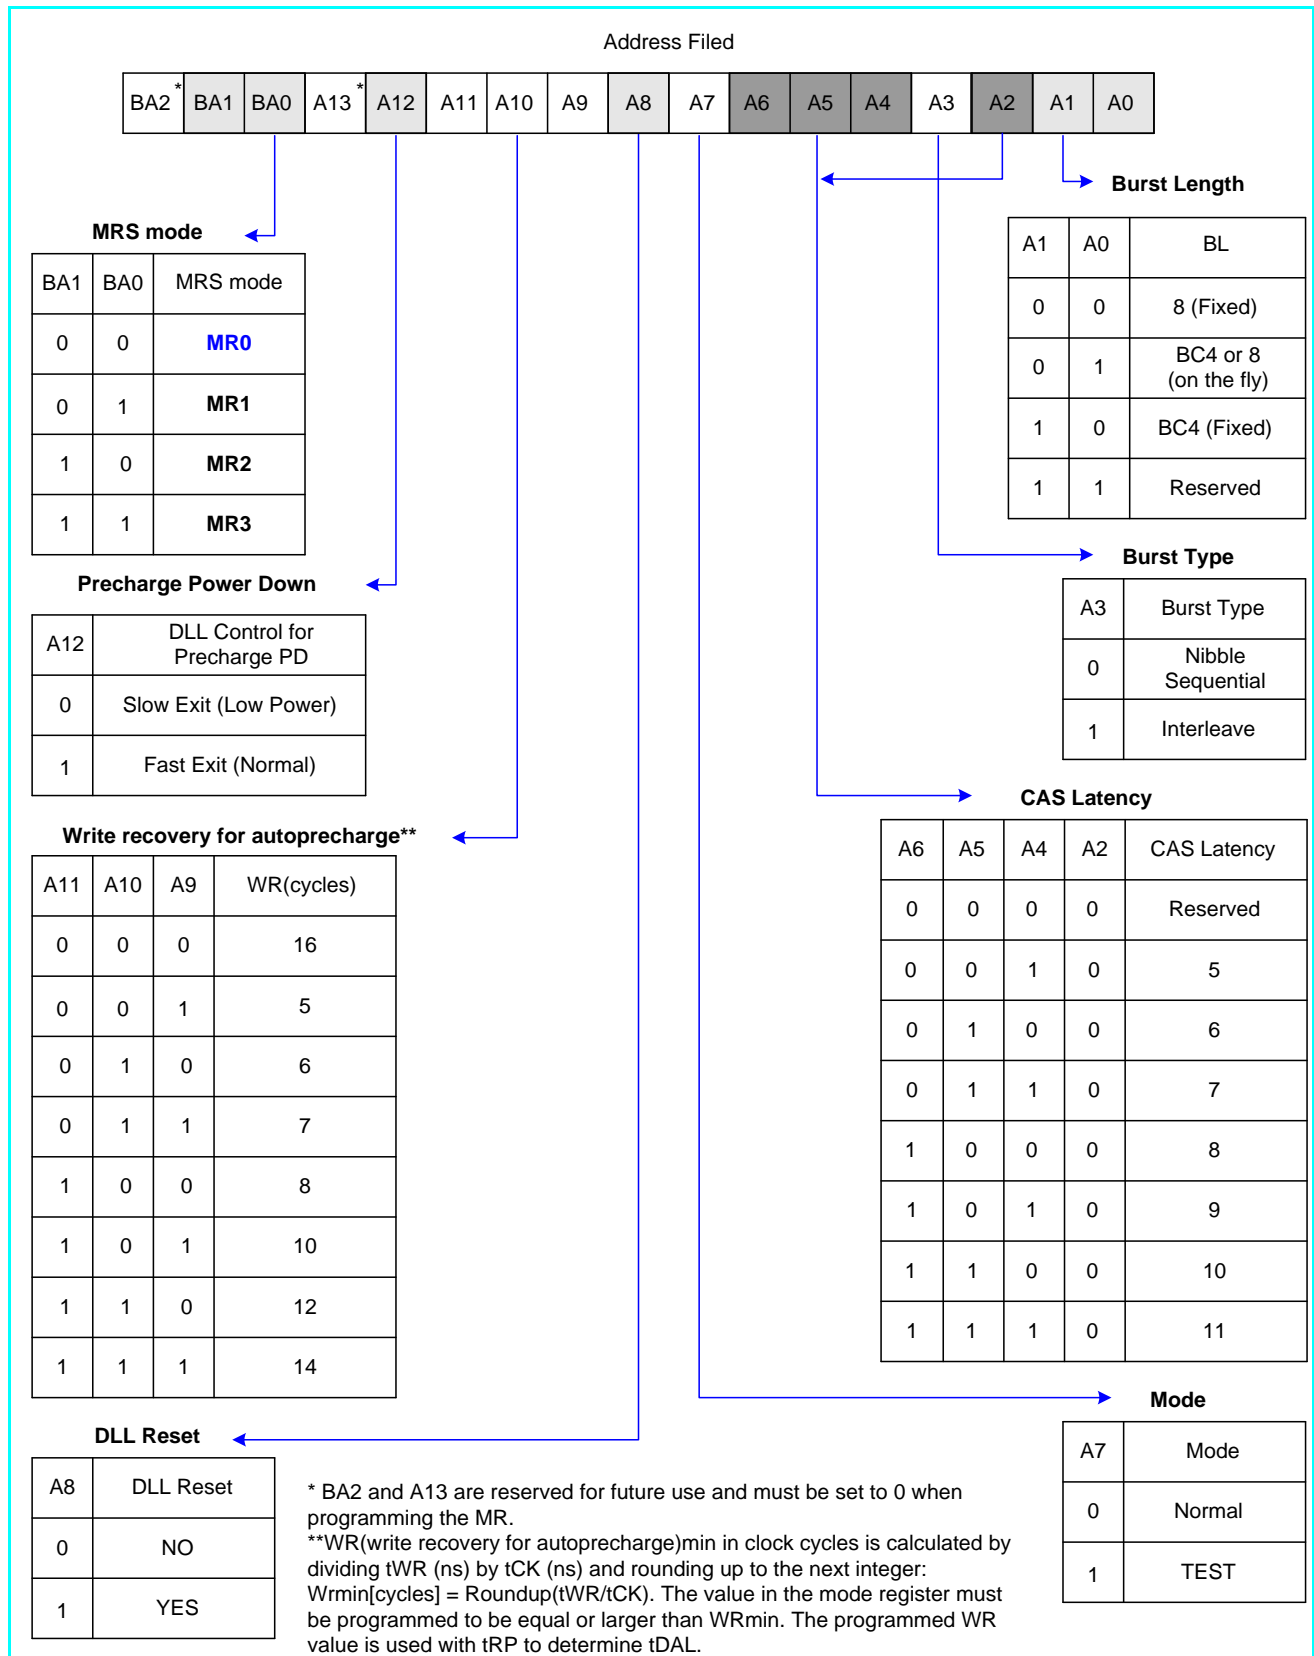 Address Filed
BA2* BA1 BA0 A13* A12 A11 A10 A9 A8 A7 A6 A5 A4 A3 A2 A1 A0
MRS mode
BA1 BA0 MRS mode
0 0 MR0
0 1 MR1
1 0 MR2
1 1 MR3
Precharge Power Down
A12 DLL Control for
Precharge PD
0 Slow Exit (Low Power)
1 Fast Exit (Normal)
Write recovery for autoprecharge**
A11 A10 A9 WR(cycles)
0 0 0 16
0 0 1 5
0 1 0 6
0 1 1 7
1 0 0 8
1 0 1 10
1 1 0 12
1 1 1 14
DLL Reset
A8 DLL Reset
0 NO
1 YES
Burst Length
A1 A0 BL
0 0 8 (Fixed)
0 1 BC4 or 8
(on the fly)
1 0 BC4 (Fixed)
1 1 Reserved
Burst Type
A3 Burst Type
0 Nibble
Sequential
1 Interleave
CAS Latency
A6 A5 A4 A2 CAS Latency
0 0 0 0 Reserved
0 0 1 0 5
0 1 0 0 6
0 1 1 0 7
1 0 0 0 8
1 0 1 0 9
1 1 0 0 10
1 1 1 0 11
Mode
A7 Mode
0 Normal
1 TEST
* BA2 and A13 are reserved for future use and must be set to 0 when
programming the MR.
**WR(write recovery for autoprecharge)min in clock cycles is calculated by
dividing tWR (ns) by tCK (ns) and rounding up to the next integer:
Wrmin[cycles] = Roundup(tWR/tCK). The value in the mode register must
be programmed to be equal or larger than WRmin. The programmed WR
value is used with tRP to determine tDAL.